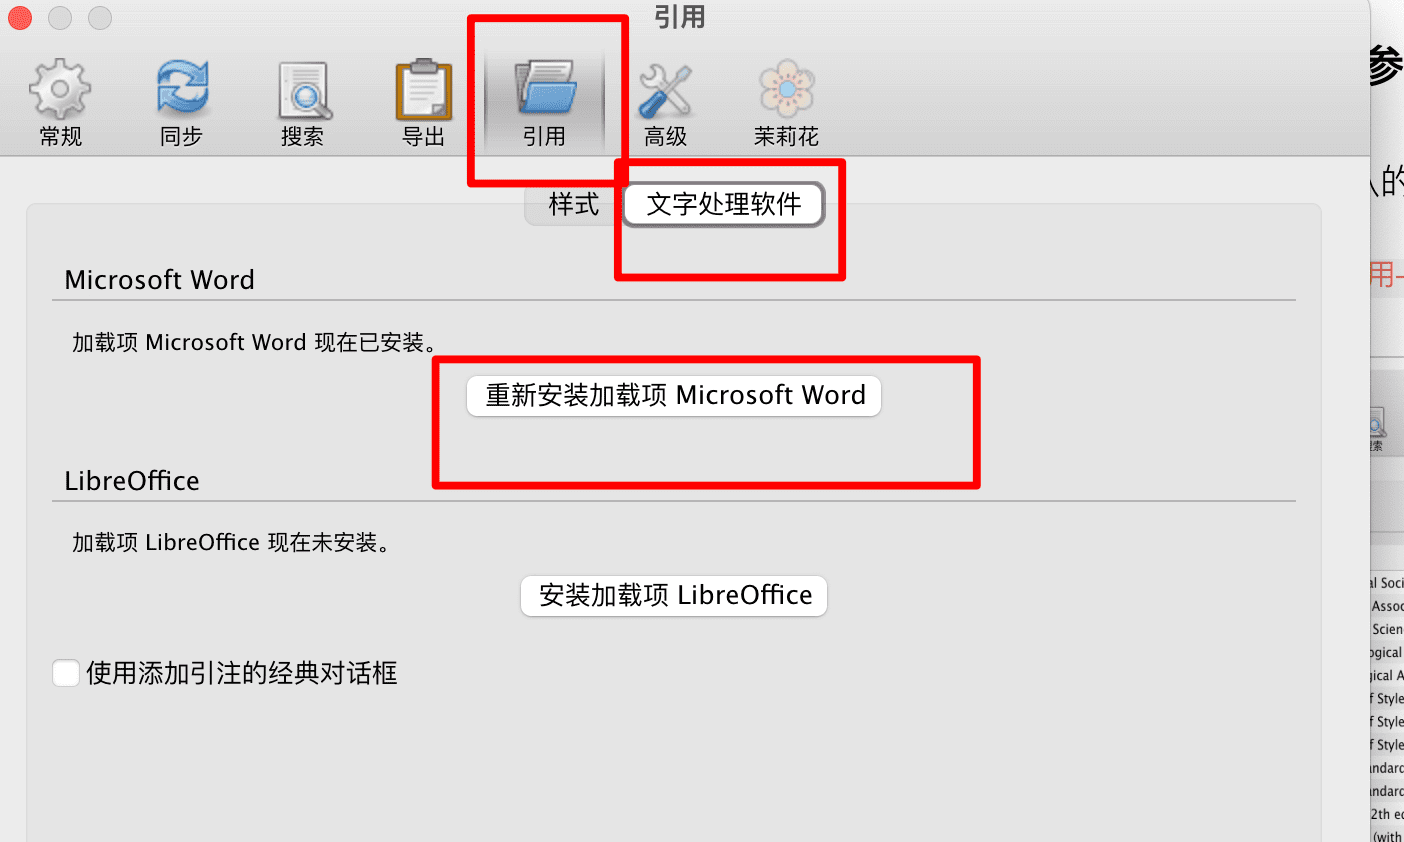 引用
常规
同步
搜索
导出
引用
高级
茉莉花
样式
文字处理软件
Microsoft Word
加载项 Microsoft Word 现在已安装。
重新安装加载项 Microsoft Word
LibreOffice
加载项 LibreOffice 现在未安装。
安装加载项 LibreOffice
使用添加引注的经典对话框
参
的
用-
索
al Soci
Assoc
Scien
ogical
gical A
f Style
f Style
f Style
andard
andard
2th ed
(with